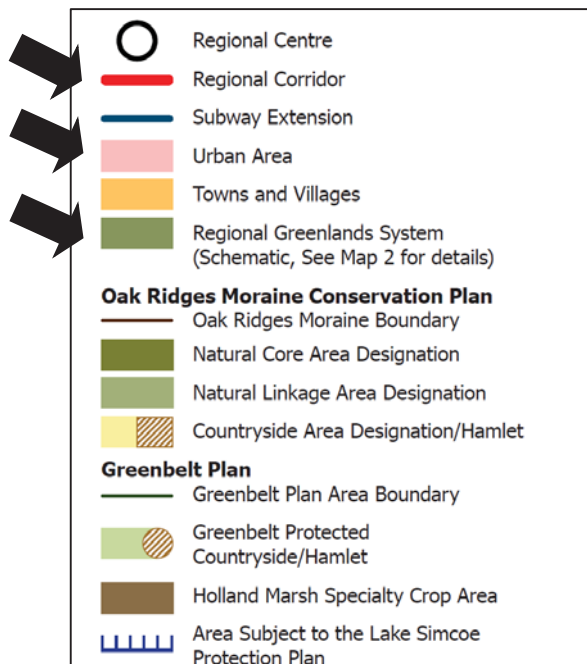 Regional Centre
Regional Corridor
Subway Extension
Urban Area
Towns and Villages
Regional Greenlands System
(Schematic, See Map 2 for details)
Oak Ridges Moraine Conservation Plan
Oak Ridges Moraine Boundary
Natural Core Area Designation
Natural Linkage Area Designation
Countryside Area Designation/Hamlet
Greenbelt Plan
Greenbelt Plan Area Boundary
Greenbelt Protected
Countryside/Hamlet
Holland Marsh Specialty Crop Area
Area Subject to the Lake Simcoe
Protection Plan